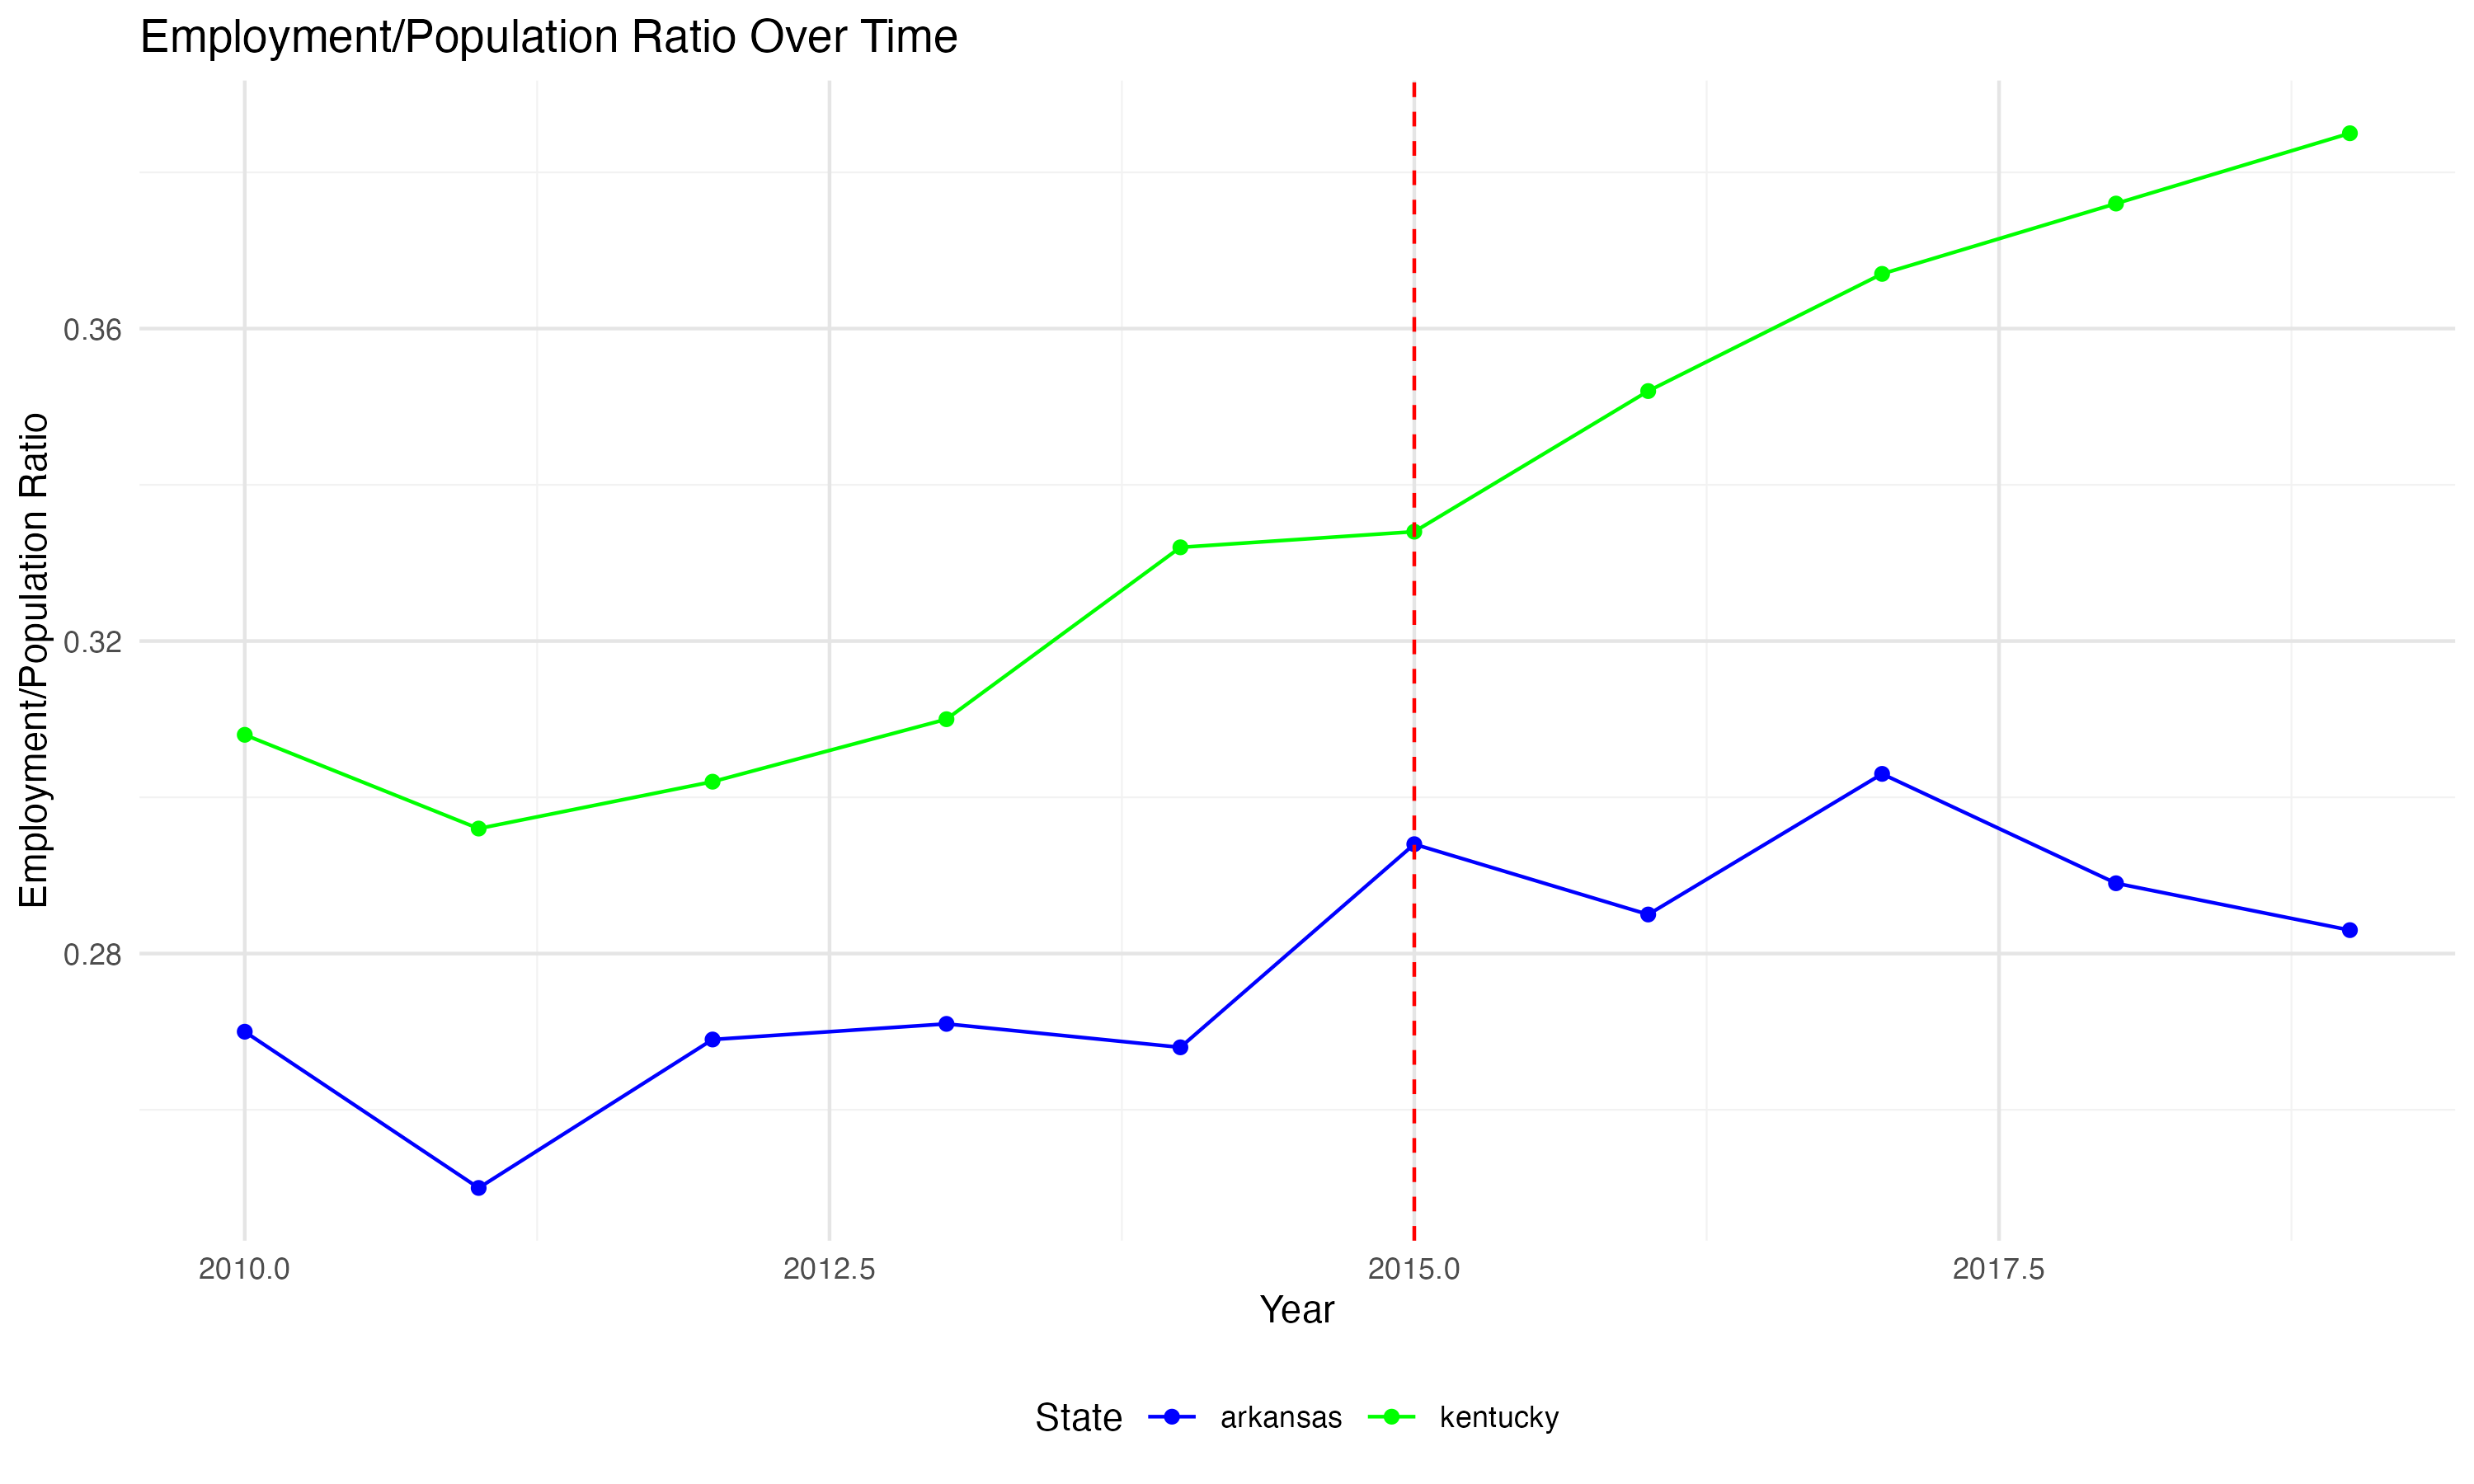 Employment/Population Ratio Over Time
Employment/Population Ratio
0.36
0.32
0.28
2010.0 2012.5 2015.0 2017.5
Year
State arkansas kentucky